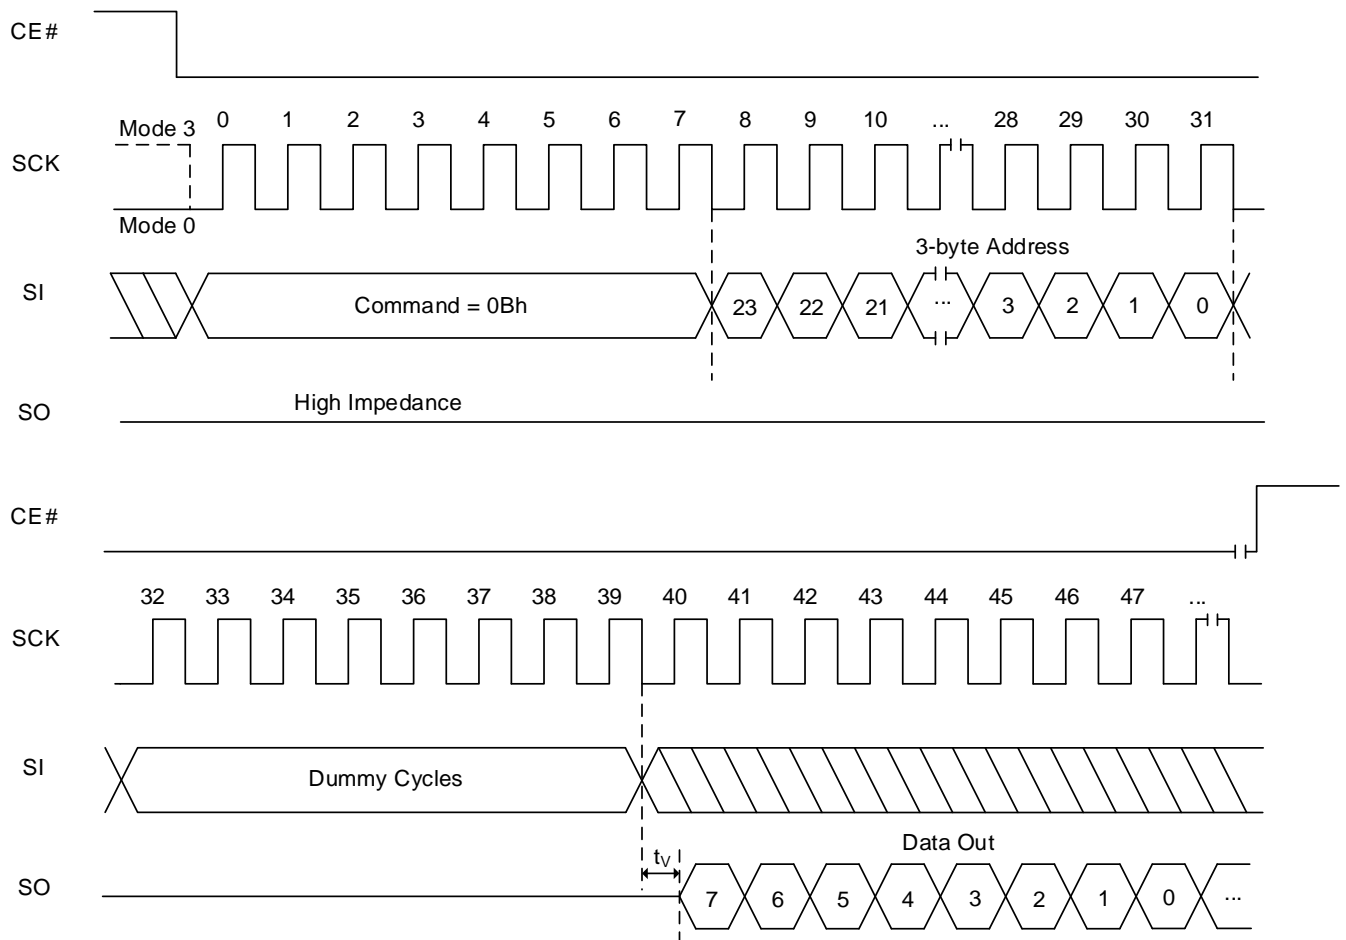 CE#
Mode 3 0 1 2 3 4 5 6 7 8 9 10 ... 28 29 30 31
SCK
Mode 0
3-byte Address
SI Command = 0Bh 23 22 21 ... 3 2 1 0
SO High Impedance
CE#
32 33 34 35 36 37 38 39 40 41 42 43 44 45 46 47 ...
SCK
SI Dummy Cycles
Data Out
tV
SO 7 6 5 4 3 2 1 0 ...